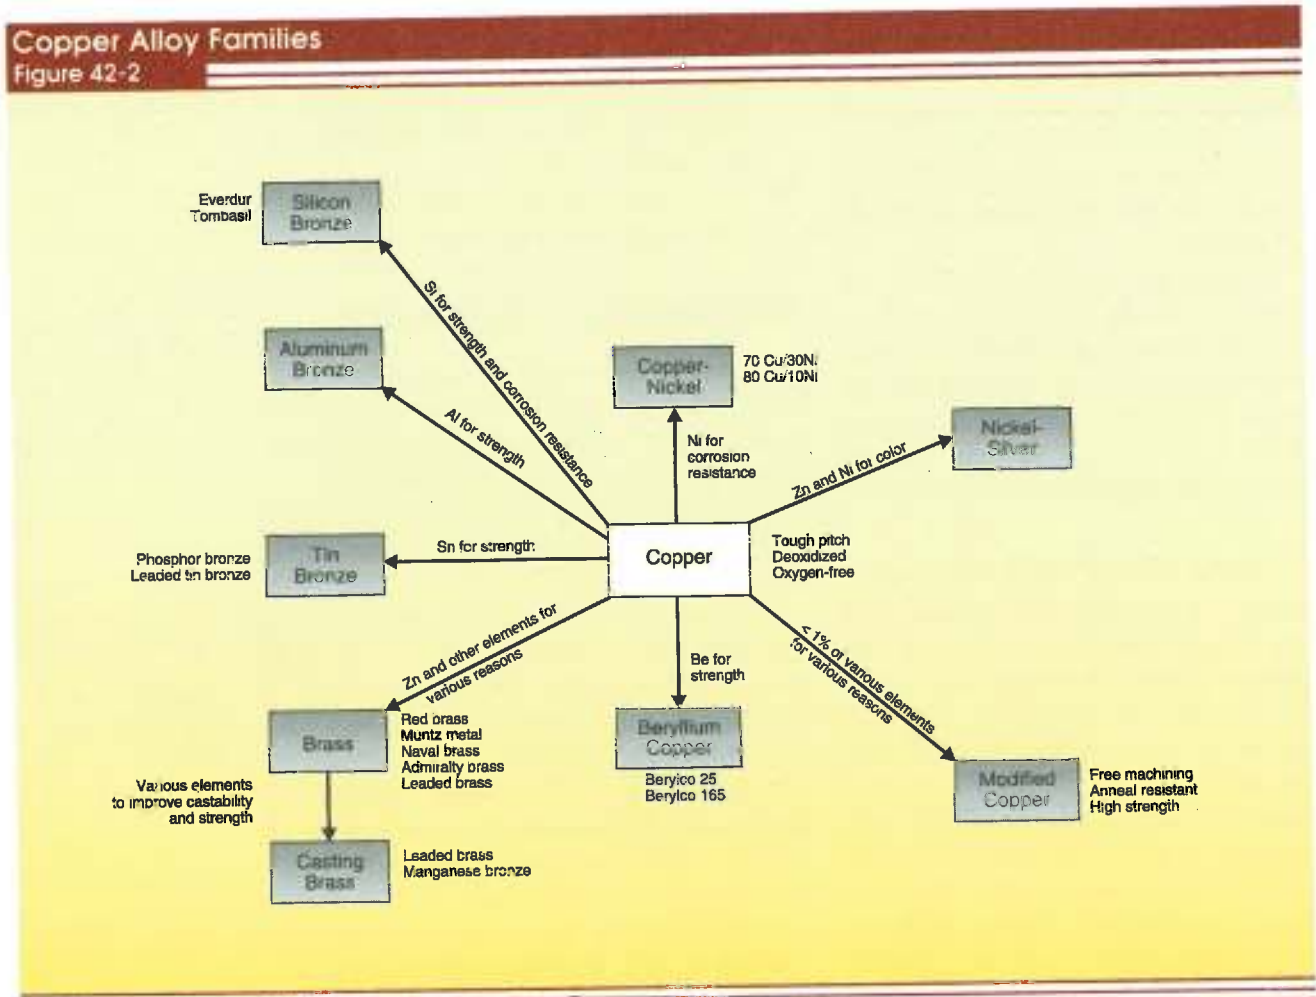 Copper Alloy Families
Figure 42-2
Everdur
Tombasil
Silicon
Bronze
Si for strength and corrosion resistance
Aluminum
Bronze
Al for strength
Copper-
Nickel
70 Cu/30Ni
80 Cu/10Ni
Ni for
corrosion
resistance
Nickel-
Silver
Zn and Ni for color
Phosphor bronze
Leaded tin bronze
Tin
Bronze
Sn for strength
Copper
Tough pitch
Deoxidized
Oxygen-free
Zn and other elements for
various reasons
Be for
strength
< 1% of various elements
for various reasons
Brass
Red brass
Muntz metal
Naval brass
Admiralty brass
Leaded brass
Beryllium
Copper
Berylco 25
Berylco 165
Modified
Copper
Free machining
Anneal resistant
High strength
Various elements
to improve castability
and strength
Casting
Brass
Leaded brass
Manganese bronze